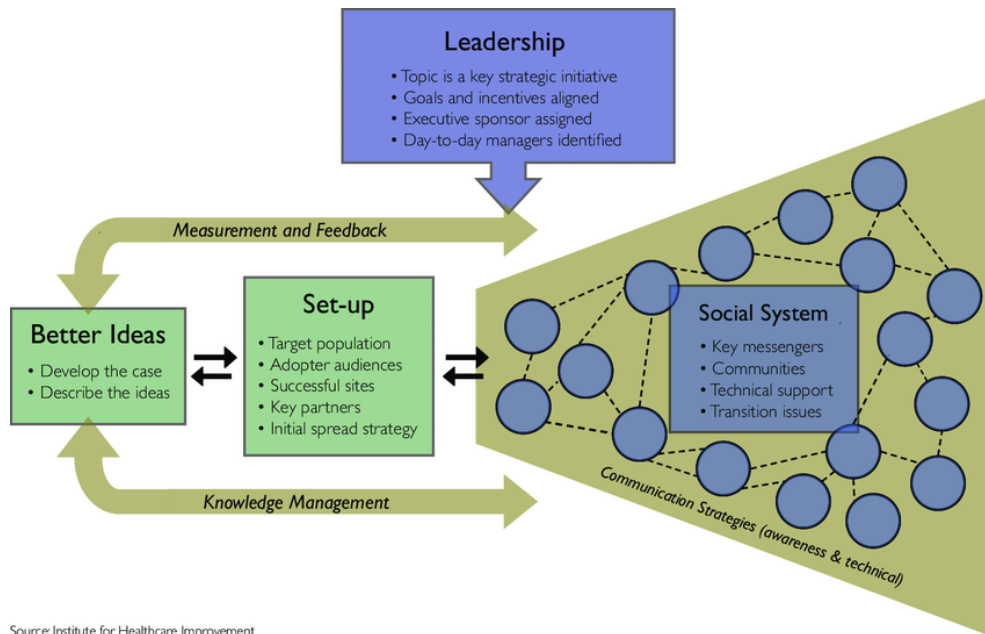 Leadership
• Topic is a key strategic initiative
• Goals and incentives aligned
• Executive sponsor assigned
• Day-to-day managers identified
Measurement and Feedback
Better Ideas
• Develop the case
• Describe the ideas
Set-up
• Target population
• Adopter audiences
• Successful sites
• Key partners
• Initial spread strategy
Social System
• Key messengers
• Communities
• Technical support
• Transition issues
Knowledge Management
Communication Strategies (awareness & technical)
Source: Institute for Healthcare Improvement